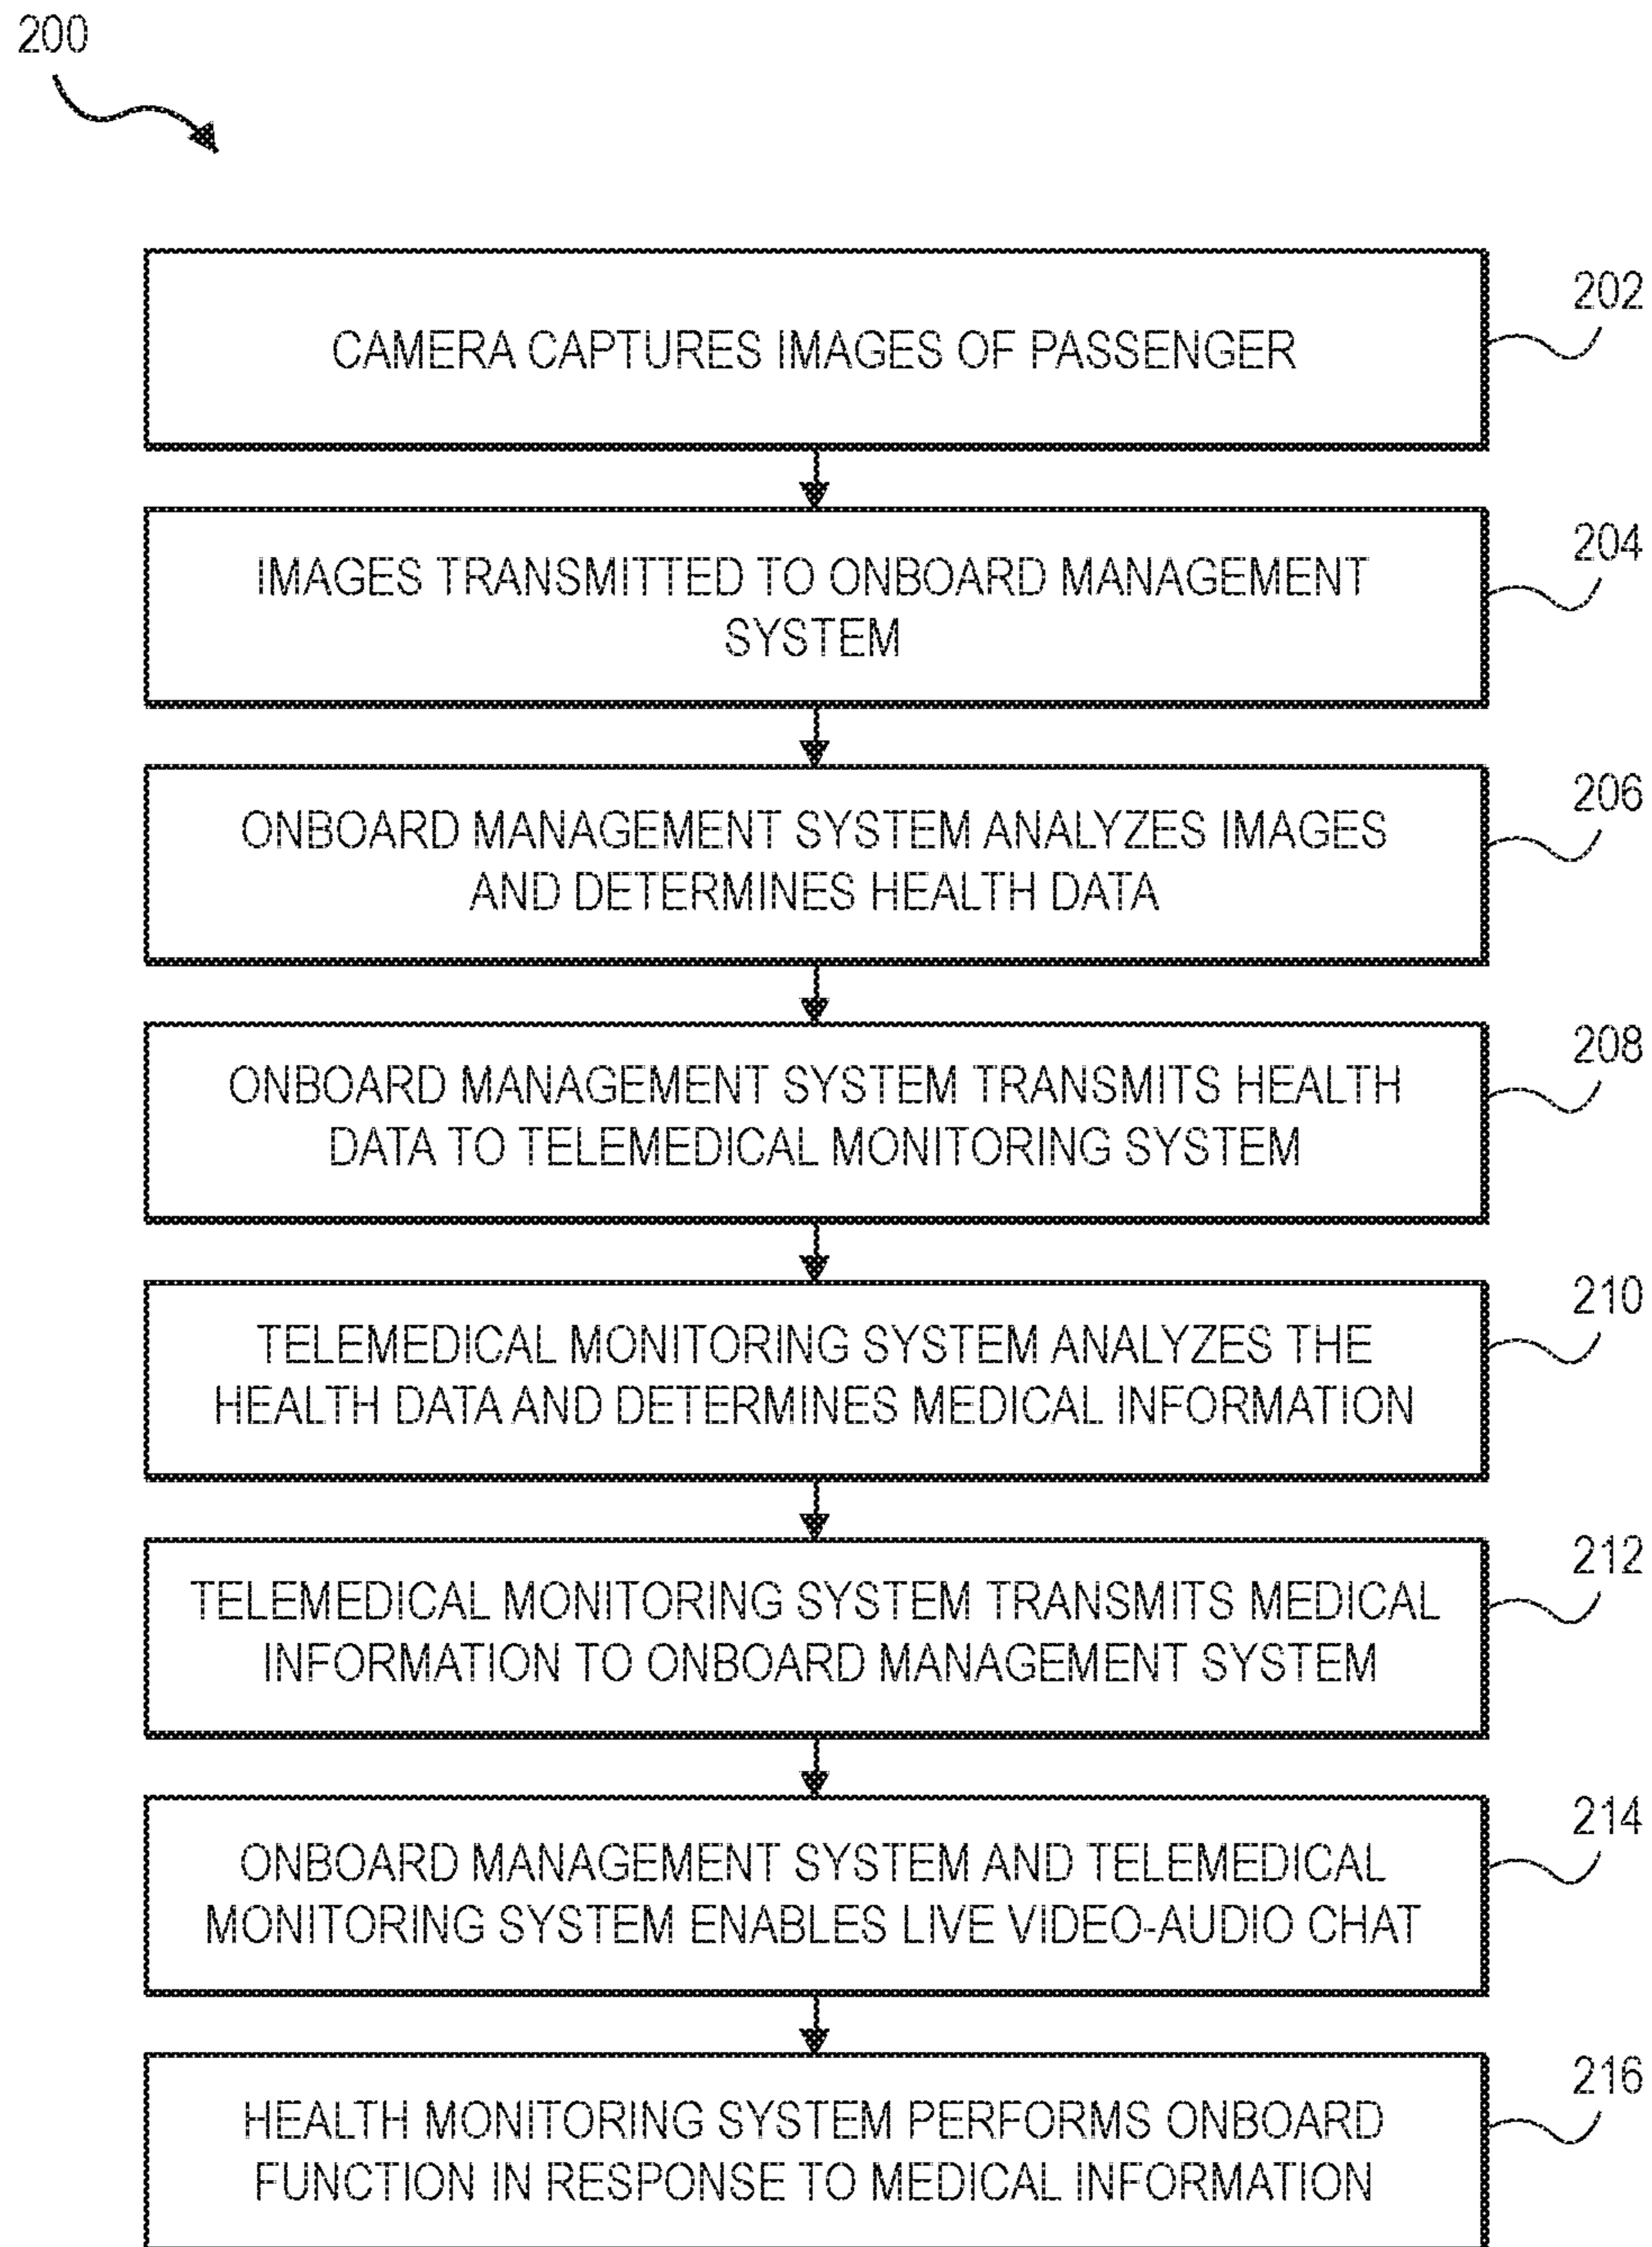 200
202
CAMERA CAPTURES IMAGES OF PASSENGER
204
IMAGES TRANSMITTED TO ONBOARD MANAGEMENT
SYSTEM
206
ONBOARD MANAGEMENT SYSTEM ANALYZES IMAGES
AND DETERMINES HEALTH DATA
208
ONBOARD MANAGEMENT SYSTEM TRANSMITS HEALTH
DATA TO TELEMEDICAL MONITORING SYSTEM
210
TELEMEDICAL MONITORING SYSTEM ANALYZES THE
HEALTH DATA AND DETERMINES MEDICAL INFORMATION
212
TELEMEDICAL MONITORING SYSTEM TRANSMITS MEDICAL
INFORMATION TO ONBOARD MANAGEMENT SYSTEM
214
ONBOARD MANAGEMENT SYSTEM AND TELEMEDICAL
MONITORING SYSTEM ENABLES LIVE VIDEO-AUDIO CHAT
216
HEALTH MONITORING SYSTEM PERFORMS ONBOARD
FUNCTION IN RESPONSE TO MEDICAL INFORMATION